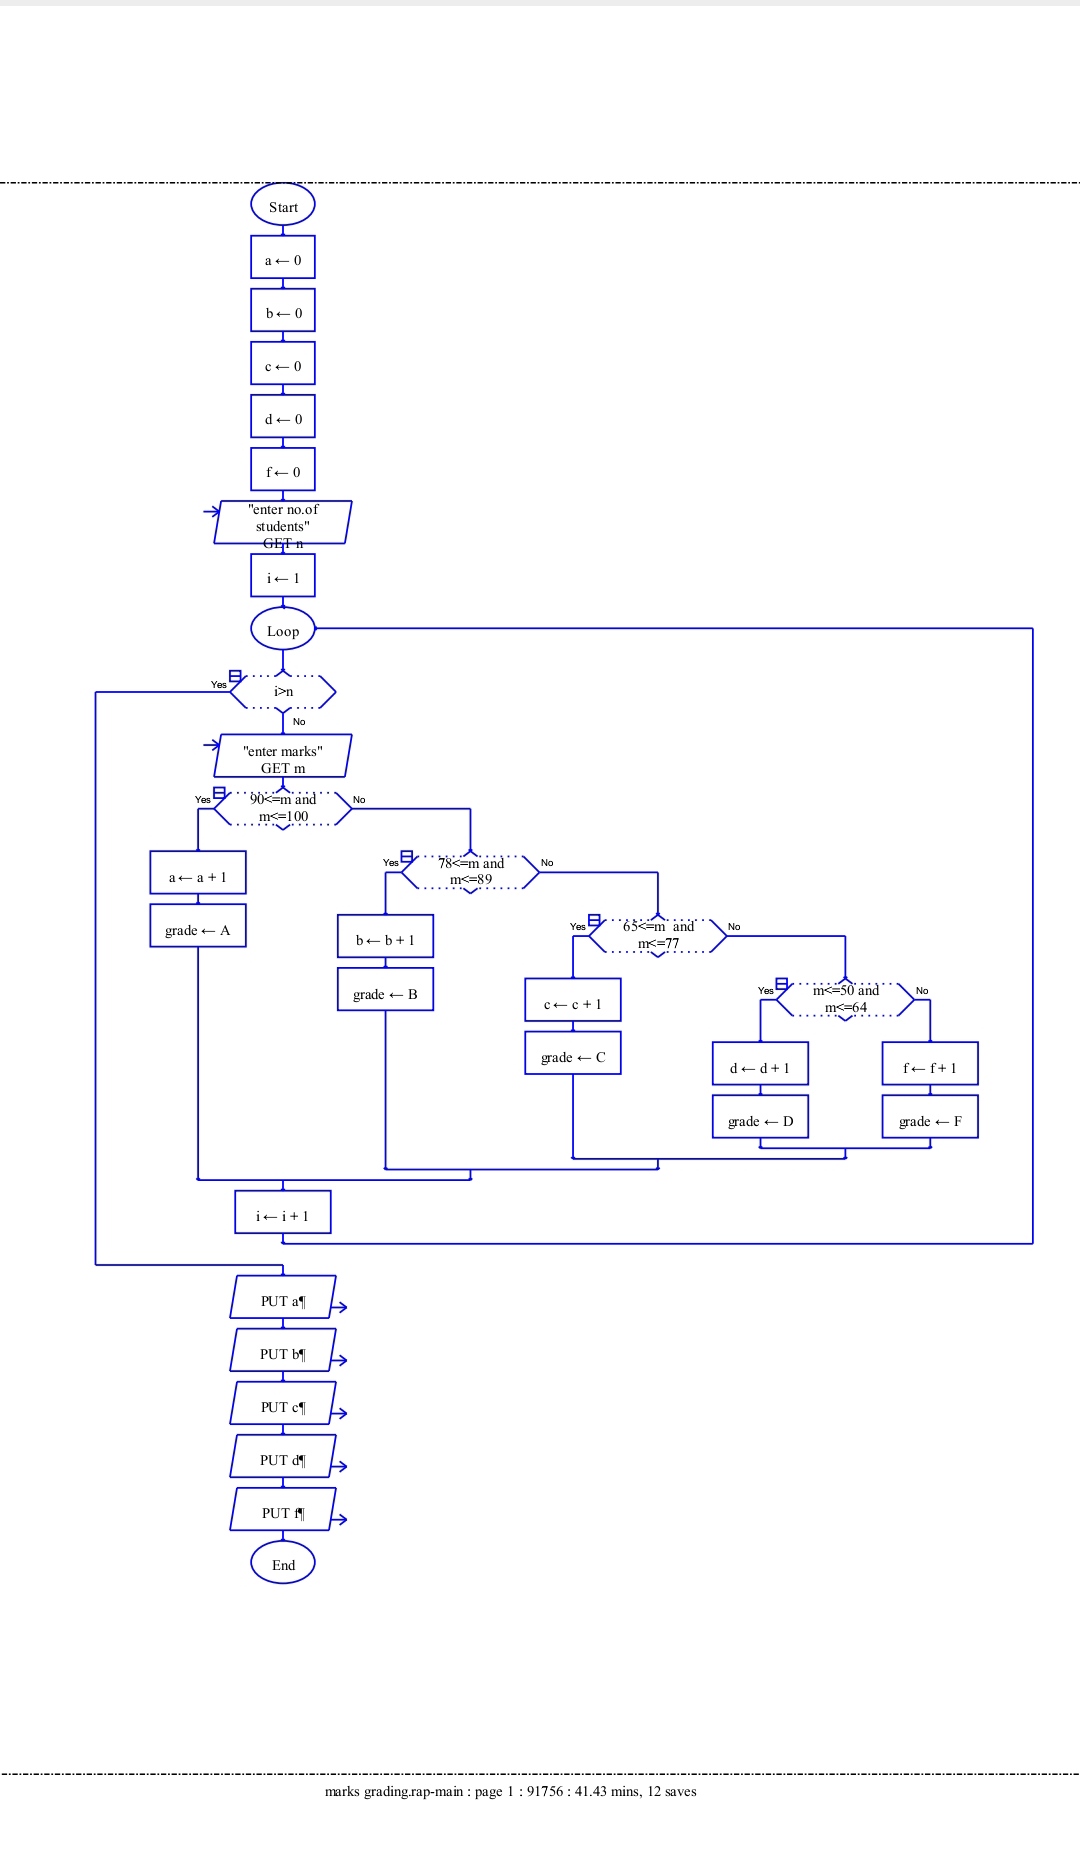 Start
a ← 0
b ← 0
c ← 0
d ← 0
f ← 0
"enter no.of
students"
GET n
i ← 1
Loop
Yes
i>n
No
"enter marks"
GET m
Yes
90<=m and
m<=100
No
a ← a + 1
grade ← A
Yes
78<=m and
m<=89
No
b ← b + 1
grade ← B
Yes
65<=m and
m<=77
No
c ← c + 1
grade ← C
Yes
m<=50 and
m<=64
No
d ← d + 1
grade ← D
f ← f + 1
grade ← F
i ← i + 1
PUT a¶
PUT b¶
PUT c¶
PUT d¶
PUT f¶
End
marks grading.rap-main : page 1 : 91756 : 41.43 mins, 12 saves